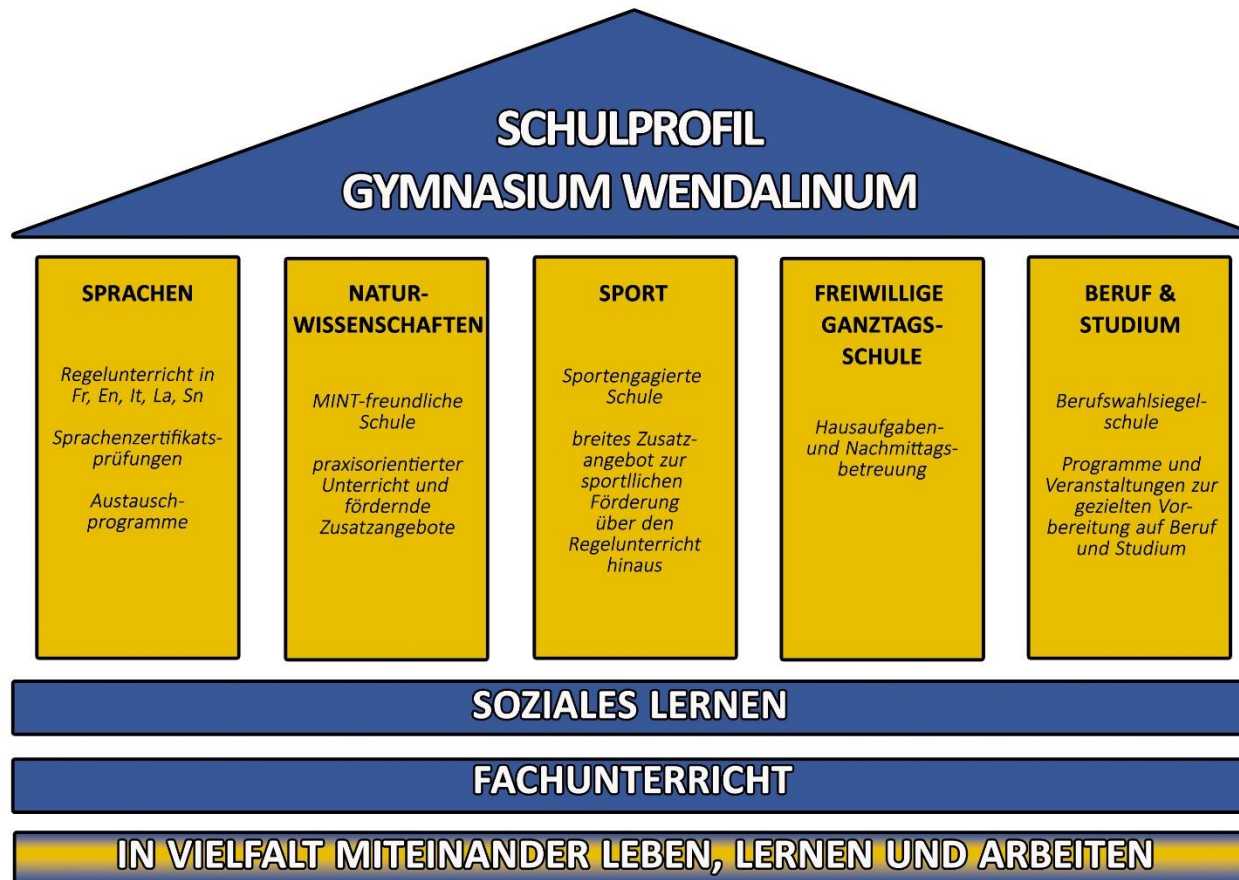 SCHULPROFIL
GYMNASIUM WENDALINUM
SPRACHEN
Regelunterricht in
Fr, En, It, La, Sn
Sprachenzertifikats-
prüfungen
Austausch-
programme
NATUR-
WISSENSCHAFTEN
MINT-freundliche
Schule
praxisorientierter
Unterricht und
fördernde
Zusatzangebote
SPORT
Sportengagierte
Schule
breites Zusatz-
angebot zur
sportllichen
Förderung
über den
Regelunterricht
hinaus
FREIWILLIGE
GANZTAGS-
SCHULE
Hausaufgaben-
und Nachmittags-
betreuung
BERUF &
STUDIUM
Berufswahlsiegel-
schule
Programme und
Veranstaltungen zur
gezielten Vor-
bereitung auf Beruf
und Studium
SOZIALES LERNEN
FACHUNTERRICHT
IN VIELFALT MITEINANDER LEBEN, LERNEN UND ARBEITEN